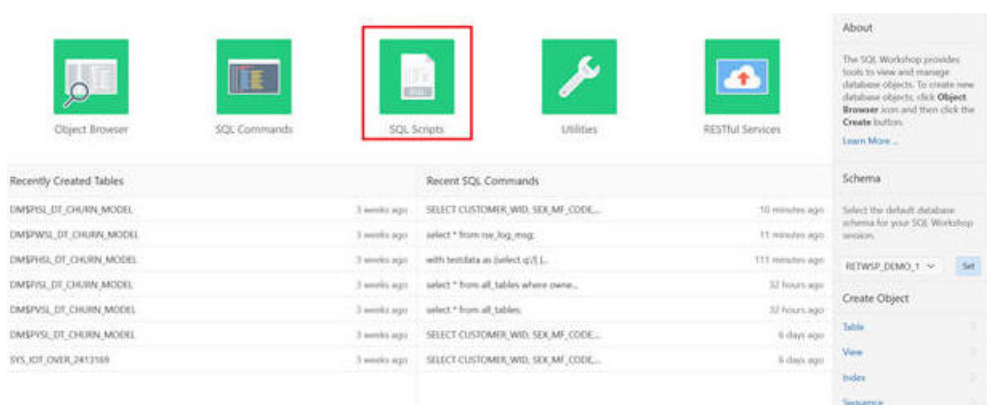 Object Browser
SQL Commands
SQL
SQL Scripts
Utilities
RESTful Services
Recently Created Tables
DM$PISL_DT_CHURN_MODEL 3 weeks ago
DM$PWSL_DT_CHURN_MODEL 3 weeks ago
DM$PHSL_DT_CHURN_MODEL 3 weeks ago
3 weeks ago
DM$PVSL_DT_CHURN_MODEL 3 weeks ago
3 weeks ago
SYS_IOT_OVER_2413169 3 weeks ago
Recent SQL Commands
SELECT CUSTOMER_WID, SEX_MF_CODE,... 10 minutes ago
select * from rse_log_msg; 11 minutes ago
with testdata as (select 111 minutes ago
select * from all_tables where owne... 32 hours ago
select * from all_tables; 32 hours ago
SELECT CUSTOMER_WID, SEX_MF_CODE,... 6 days ago
SELECT CUSTOMER_WID, SEX_MF_CODE,... 6 days ago
About
The SQL Workshop provides
tools to view and manage
database objects. To create new
database objects, click Object
Browser icon and then click the
Create button.
Learn More...
Schema
Select the default database
schema for your SQL Workshop
session.
RETWSP_DEMO_1
Set
Create Object
Table
View
Index
Sequence